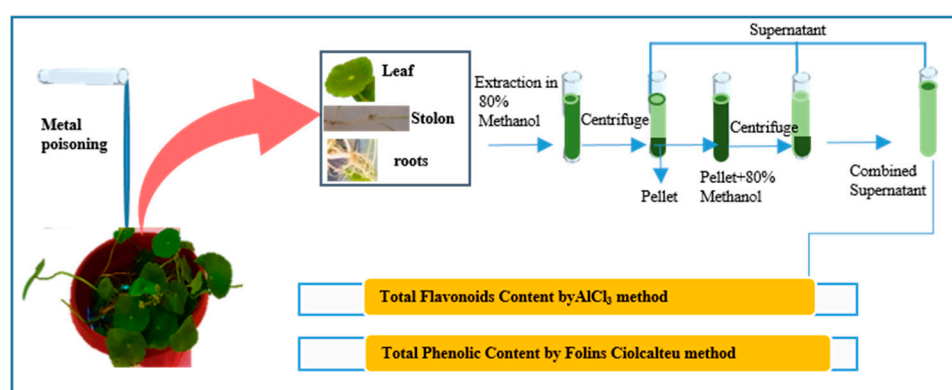 Metal
poisoning
Leaf
Stolon
roots
Extraction in
80%
Methanol
Centrifuge
Supernatant
Pellet
Centrifuge
Pellet+80%
Methanol
Combined
Supernatant
Total Flavonoids Content byAlCl₃ method
Total Phenolic Content by Folins Ciolcalteu method